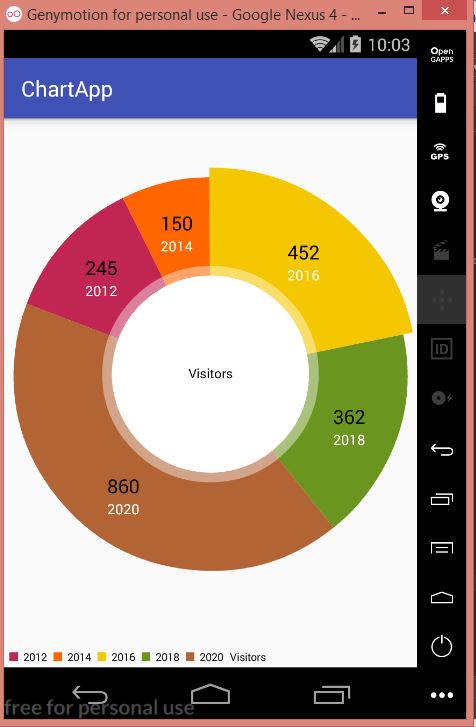 Genymotion for personal use - Google Nexus 4 - ...
10:03
Open
GAPPS
ChartApp
GPS
150
2014
452
2016
245
2012
ID
Visitors
362
2018
860
2020
2012 2014 2016 2018 2020 Visitors
free for personal use